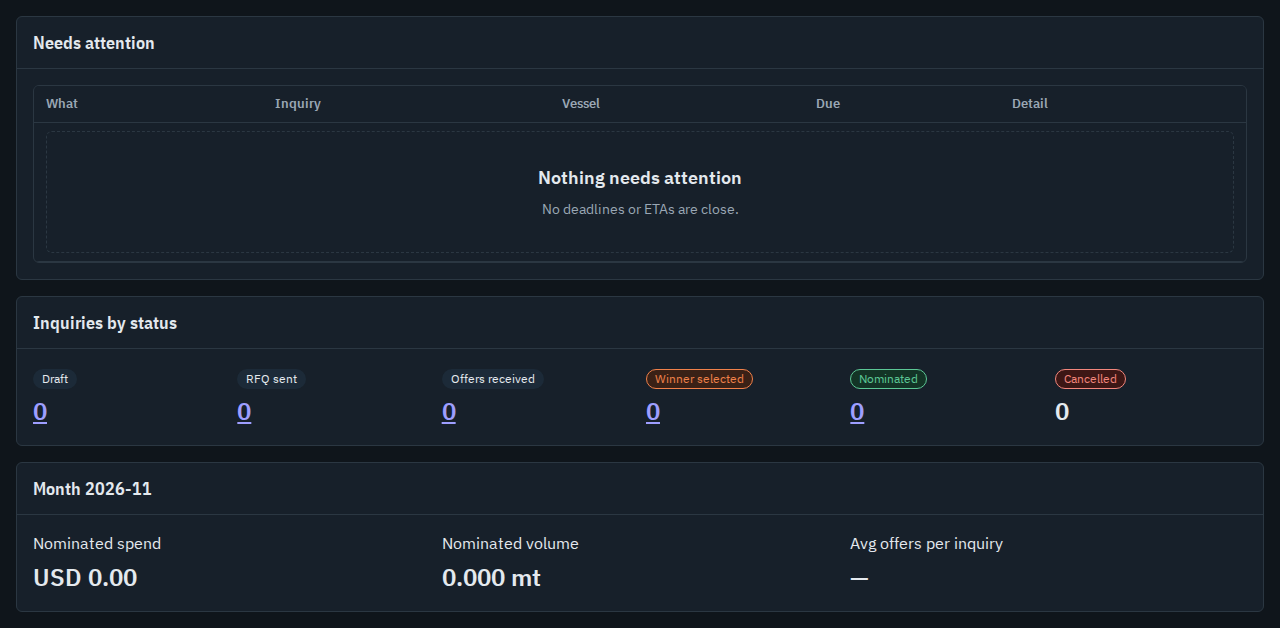 Needs attention
What Inquiry Vessel Due Detail
Nothing needs attention
No deadlines or ETAs are close.
Inquiries by status
Draft RFQ sent Offers received Winner selected Nominated Cancelled
0 0 0 0 0 0
Month 2026-11
Nominated spend Nominated volume Avg offers per inquiry
USD 0.00 0.000 mt —